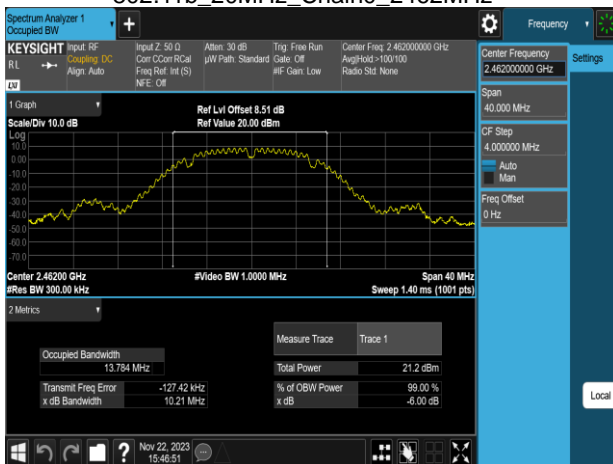 Spectrum Analyzer 1
Occupied BW
+
Frequency
KEYSIGHT
RL
LXI
Input: RF
Coupling: DC
Align: Auto
Input Z: 50 Ω
Corr CCorr RCal
Freq Ref: Int (S)
NFE: Off
Atten: 30 dB
µW Path: Standard
Trig: Free Run
Gate: Off
#IF Gain: Low
Center Freq: 2.462000000 GHz
Avg|Hold:>100/100
Radio Std: None
Center Frequency
2.462000000 GHz
Settings
Span
40.000 MHz
CF Step
4.000000 MHz
Auto
Man
Freq Offset
0 Hz
Local
1 Graph
Scale/Div 10.0 dB
Ref Lvl Offset 8.51 dB
Ref Value 20.00 dBm
Log
10.0
0.00
-10.0
-20.0
-30.0
-40.0
-50.0
-60.0
-70.0
Center 2.46200 GHz
#Video BW 1.0000 MHz
Span 40 MHz
#Res BW 300.00 kHz
Sweep 1.40 ms (1001 pts)
2 Metrics
Measure Trace Trace 1
Occupied Bandwidth
13.784 MHz
Total Power 21.2 dBm
Transmit Freq Error -127.42 kHz
% of OBW Power 99.00 %
x dB Bandwidth 10.21 MHz
x dB -6.00 dB
?
Nov 22, 2023
15:46:51